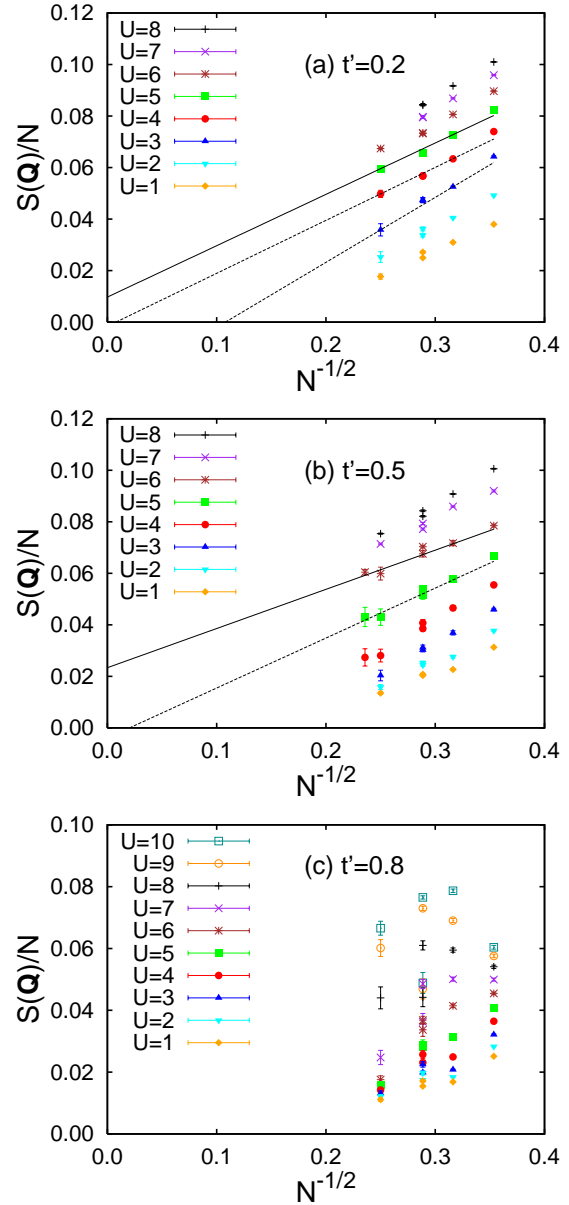 (a) t'=0.2
U=8
U=7
U=6
U=5
U=4
U=3
U=2
U=1
S(Q)/N
0.12
0.10
0.08
0.06
0.04
0.02
0.00
0.0 0.1 0.2 0.3 0.4
N-1/2
(b) t'=0.5
U=8
U=7
U=6
U=5
U=4
U=3
U=2
U=1
S(Q)/N
0.12
0.10
0.08
0.06
0.04
0.02
0.00
0.0 0.1 0.2 0.3 0.4
N-1/2
(c) t'=0.8
U=10
U=9
U=8
U=7
U=6
U=5
U=4
U=3
U=2
U=1
S(Q)/N
0.10
0.08
0.06
0.04
0.02
0.00
0.0 0.1 0.2 0.3 0.4
N-1/2